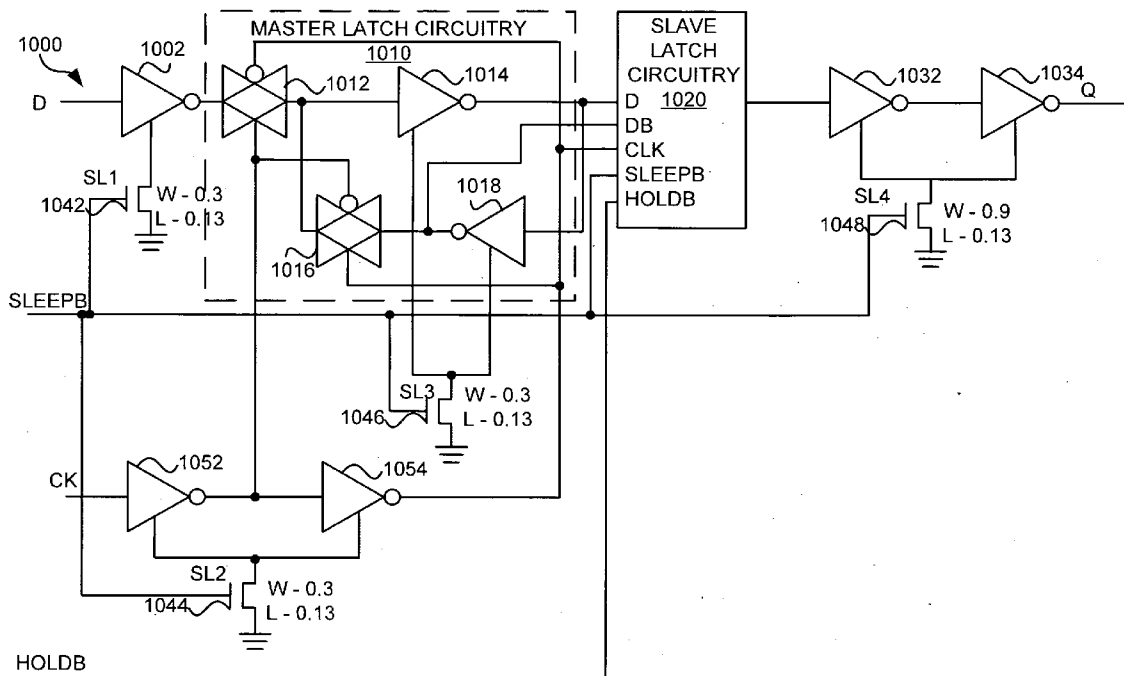 MASTER LATCH CIRCUITRY
1010
1000
1002
D
1012
1014
SLAVE
LATCH
CIRCUITRY
1020
D
DB
CLK
SLEEPB
HOLDB
1032
1034
Q
SL1
1042
W - 0.3
L - 0.13
1016
1018
SL4
1048
W - 0.9
L - 0.13
SLEEPB
SL3
1046
W - 0.3
L - 0.13
CK
1052
1054
SL2
1044
W - 0.3
L - 0.13
HOLDB